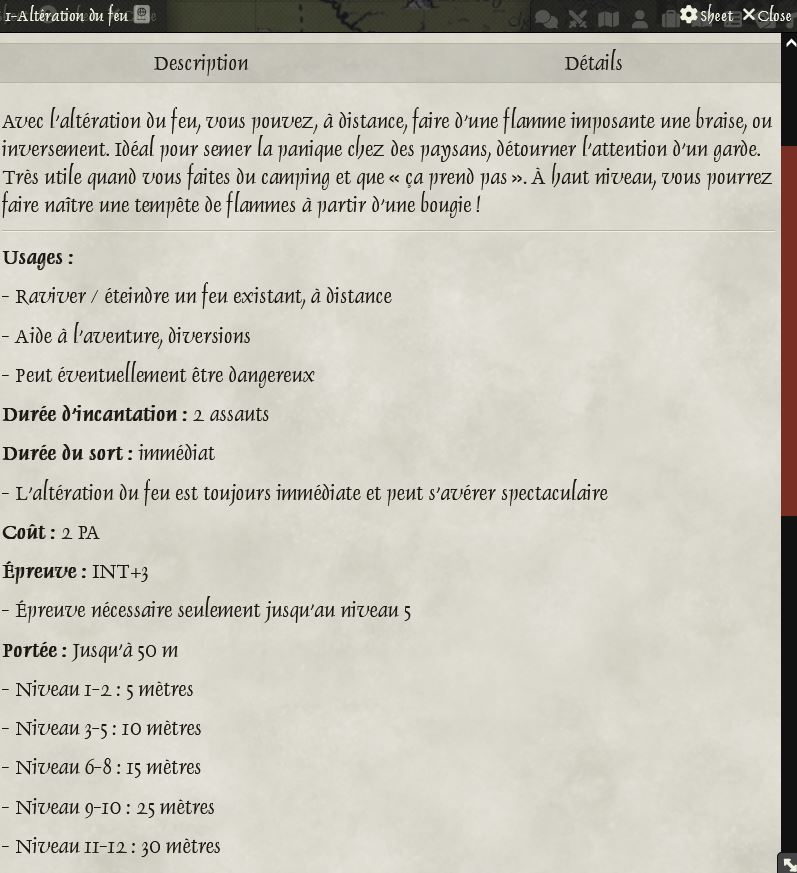 1-Altération du feu
Sheet
Close
Description
Détails
Avec l'altération du feu, vous pouvez, à distance, faire d'une flamme imposante une braise, ou
inversement. Idéal pour semer la panique chez des paysans, détourner l'attention d'un garde.
Très utile quand vous faites du camping et que « ça prend pas ». À haut niveau, vous pourrez
faire naître une tempête de flammes à partir d'une bougie !
Usages :
- Raviver / éteindre un feu existant, à distance
- Aide à l'aventure, diversions
- Peut éventuellement être dangereux
Durée d'incantation : 2 assauts
Durée du sort : immédiat
- L'altération du feu est toujours immédiate et peut s'avérer spectaculaire
Coût : 2 PA
Épreuve : INT+3
- Épreuve nécessaire seulement jusqu'au niveau 5
Portée : Jusqu'à 50 m
- Niveau 1-2 : 5 mètres
- Niveau 3-5 : 10 mètres
- Niveau 6-8 : 15 mètres
- Niveau 9-10 : 25 mètres
- Niveau 11-12 : 30 mètres